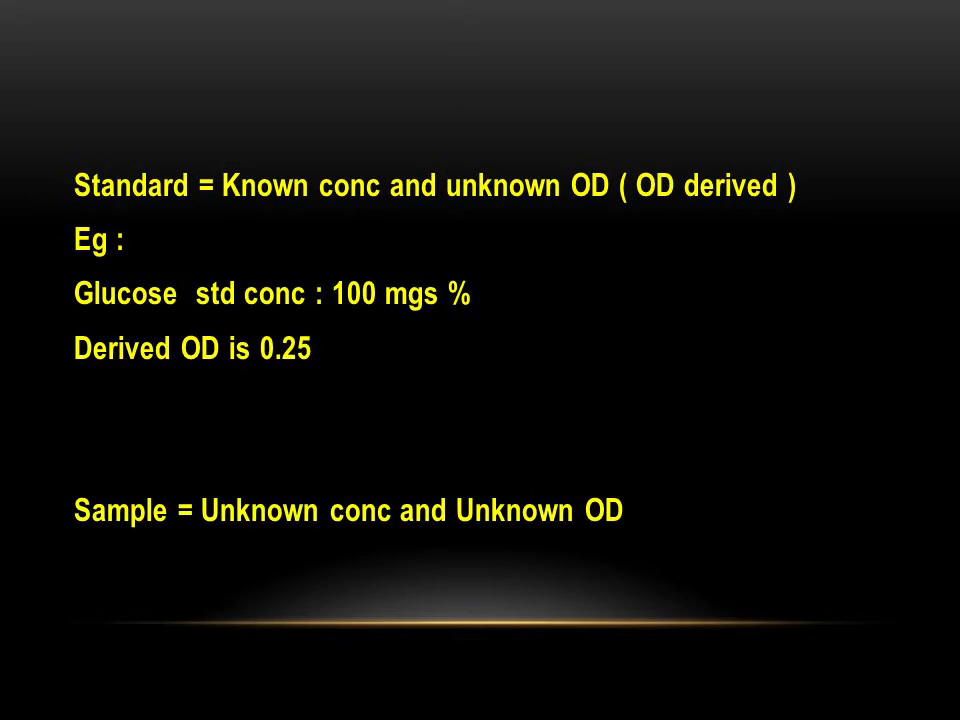 Standard = Known conc and unknown OD ( OD derived )
Eg :
Glucose std conc : 100 mgs %
Derived OD is 0.25
Sample = Unknown conc and Unknown OD